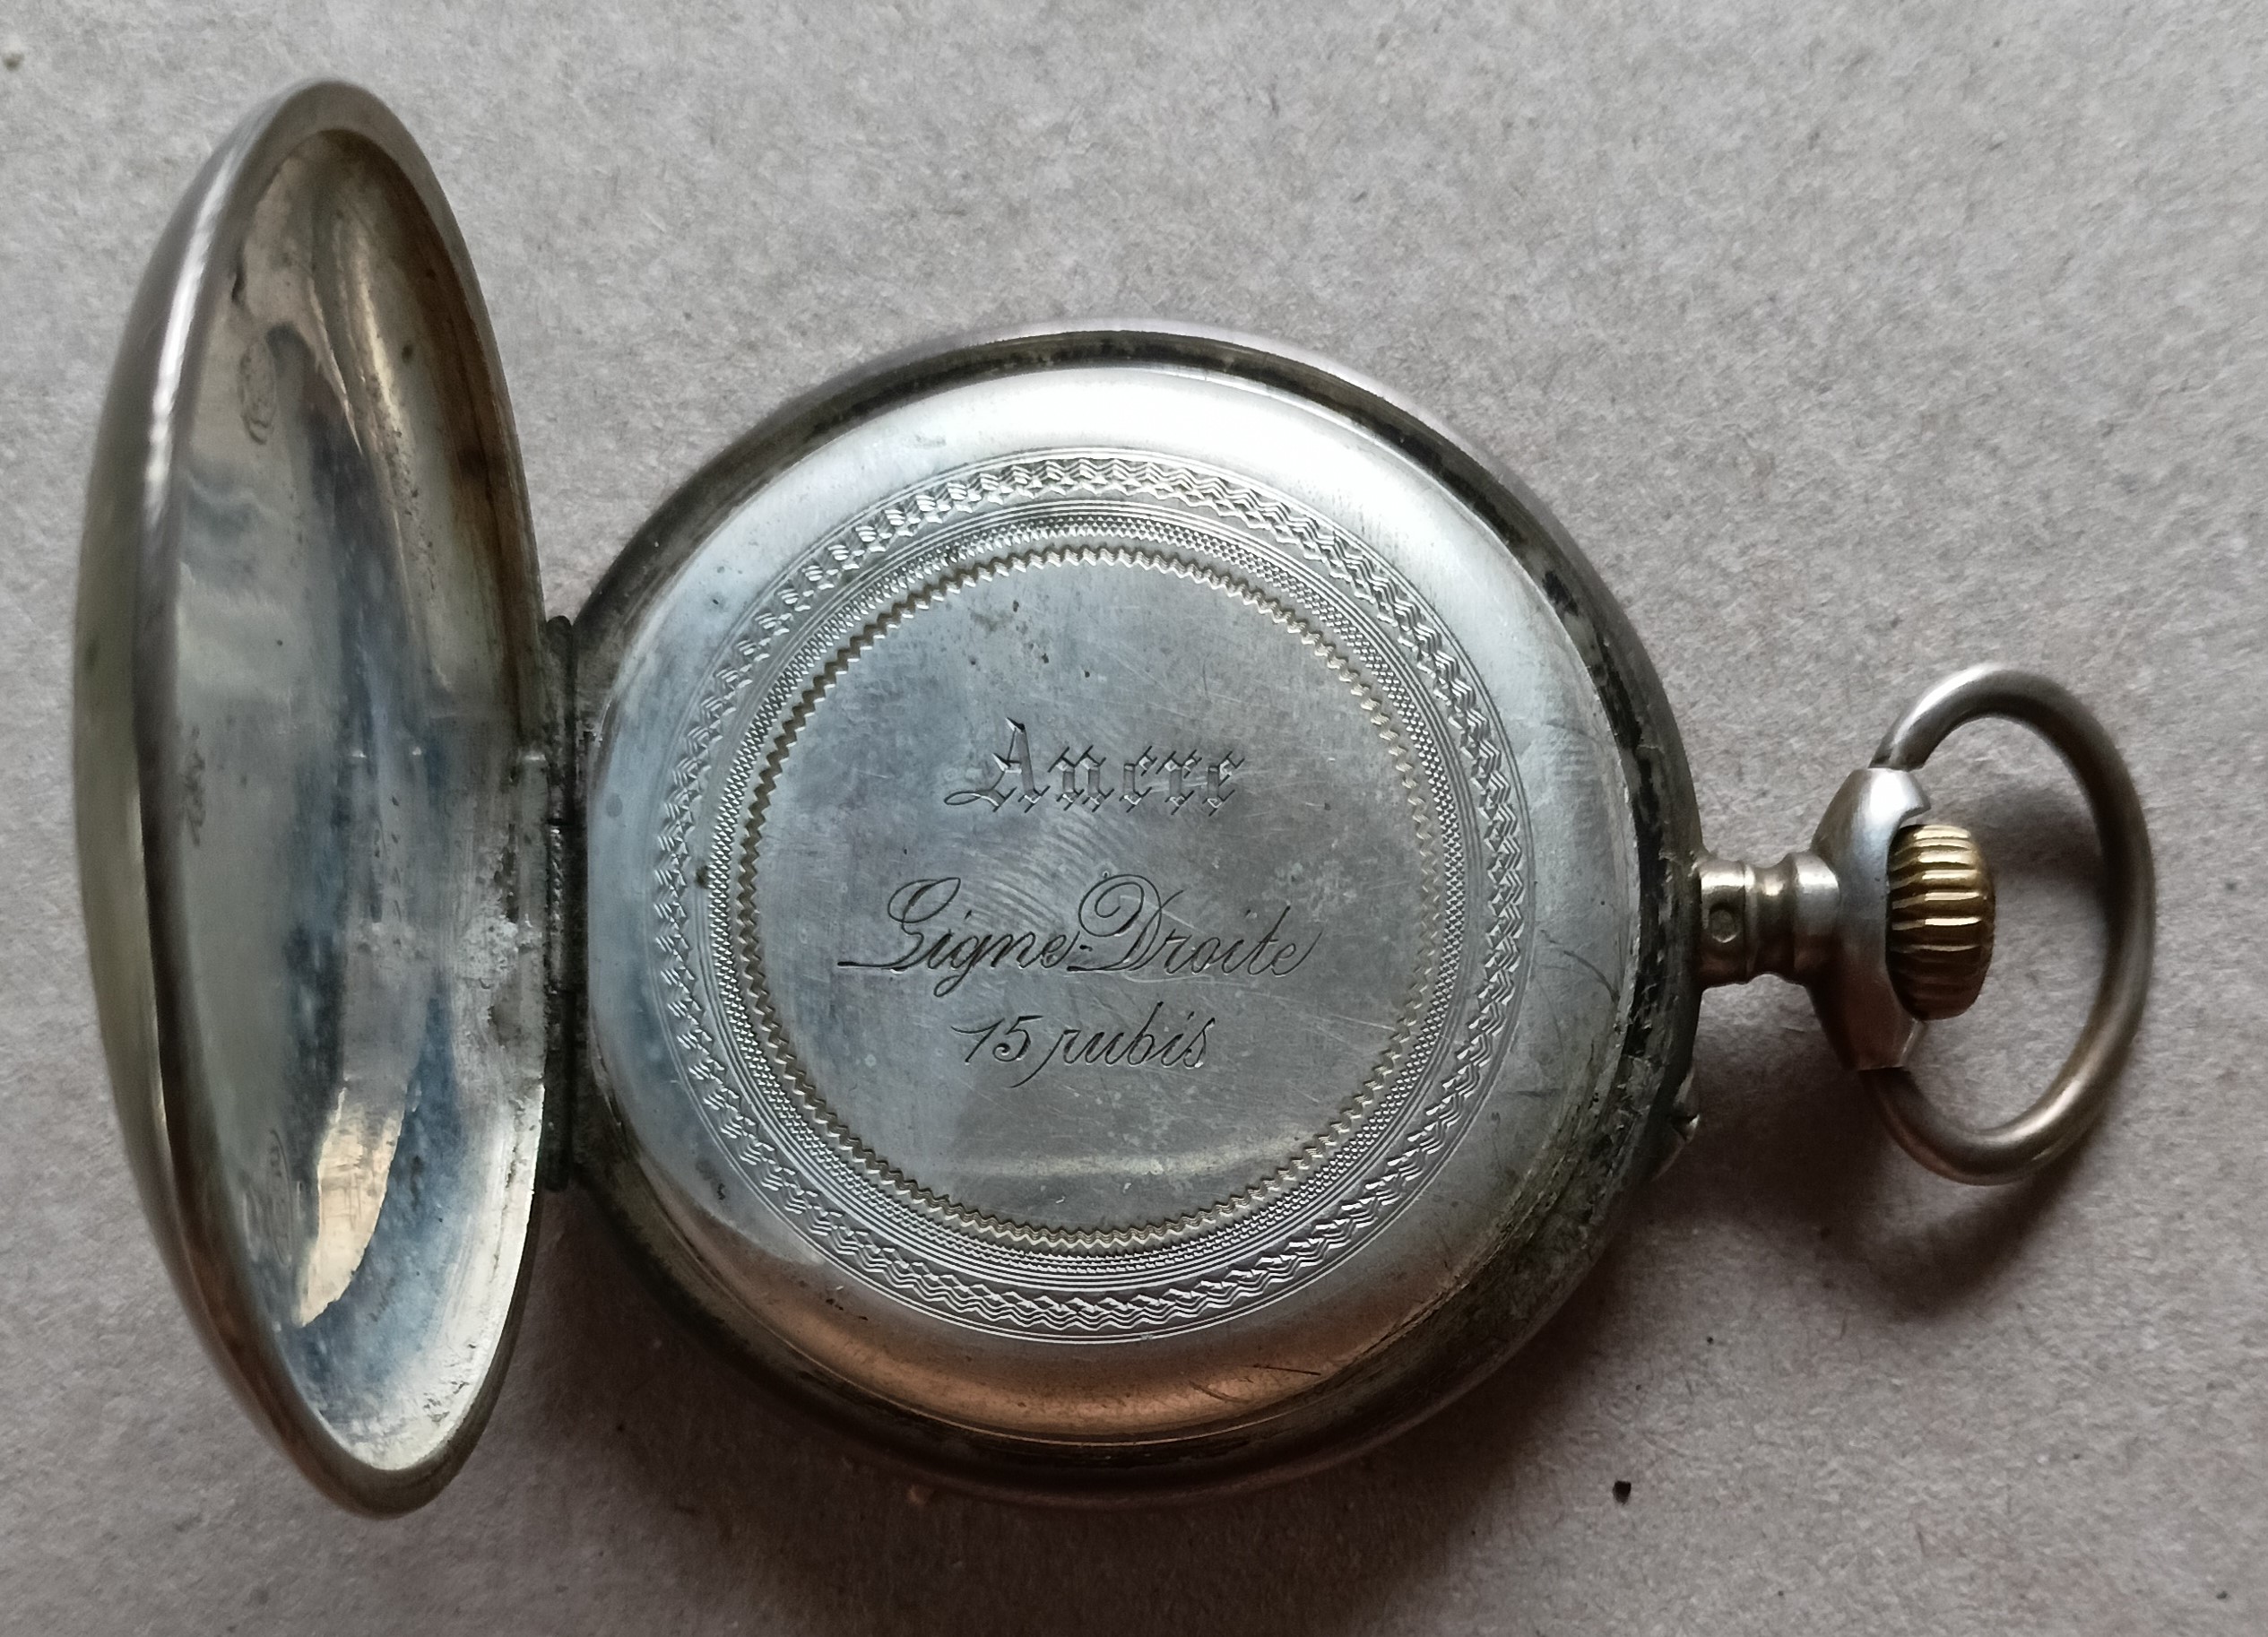 Ancre
Ligne-Droite
15 rubis